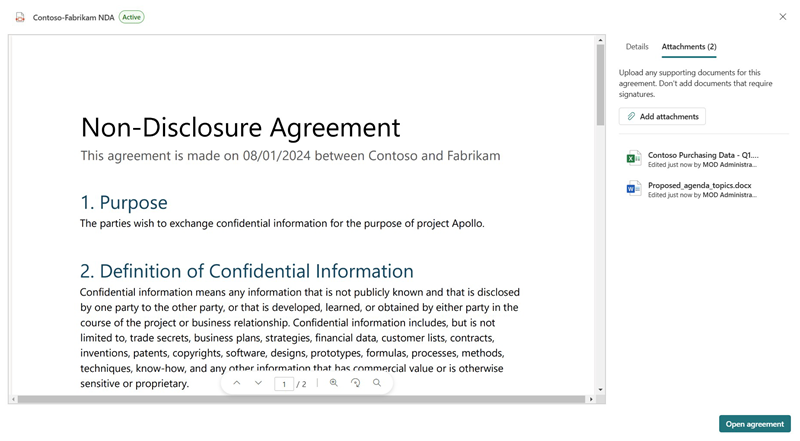 Contoso-Fabrikam NDA Active
Details Attachments (2)
Upload any supporting documents for this
agreement. Don't add documents that require
signatures.
Add attachments
Contoso Purchasing Data - Q1....
Edited just now by MOD Administra...
Proposed_agenda_topics.docx
Edited just now by MOD Administra...
Non-Disclosure Agreement
This agreement is made on 08/01/2024 between Contoso and Fabrikam
1. Purpose
The parties wish to exchange confidential information for the purpose of project Apollo.
2. Definition of Confidential Information
Confidential information means any information that is not publicly known and that is disclosed
by one party to the other party, or that is developed, learned, or obtained by either party in the
course of the project or business relationship. Confidential information includes, but is not
limited to, trade secrets, business plans, strategies, financial data, customer lists, contracts,
inventions, patents, copyrights, software, designs, prototypes, formulas, processes, methods,
techniques, know-how, and any other information that has commercial value or is otherwise
sensitive or proprietary.
1 / 2
Open agreement